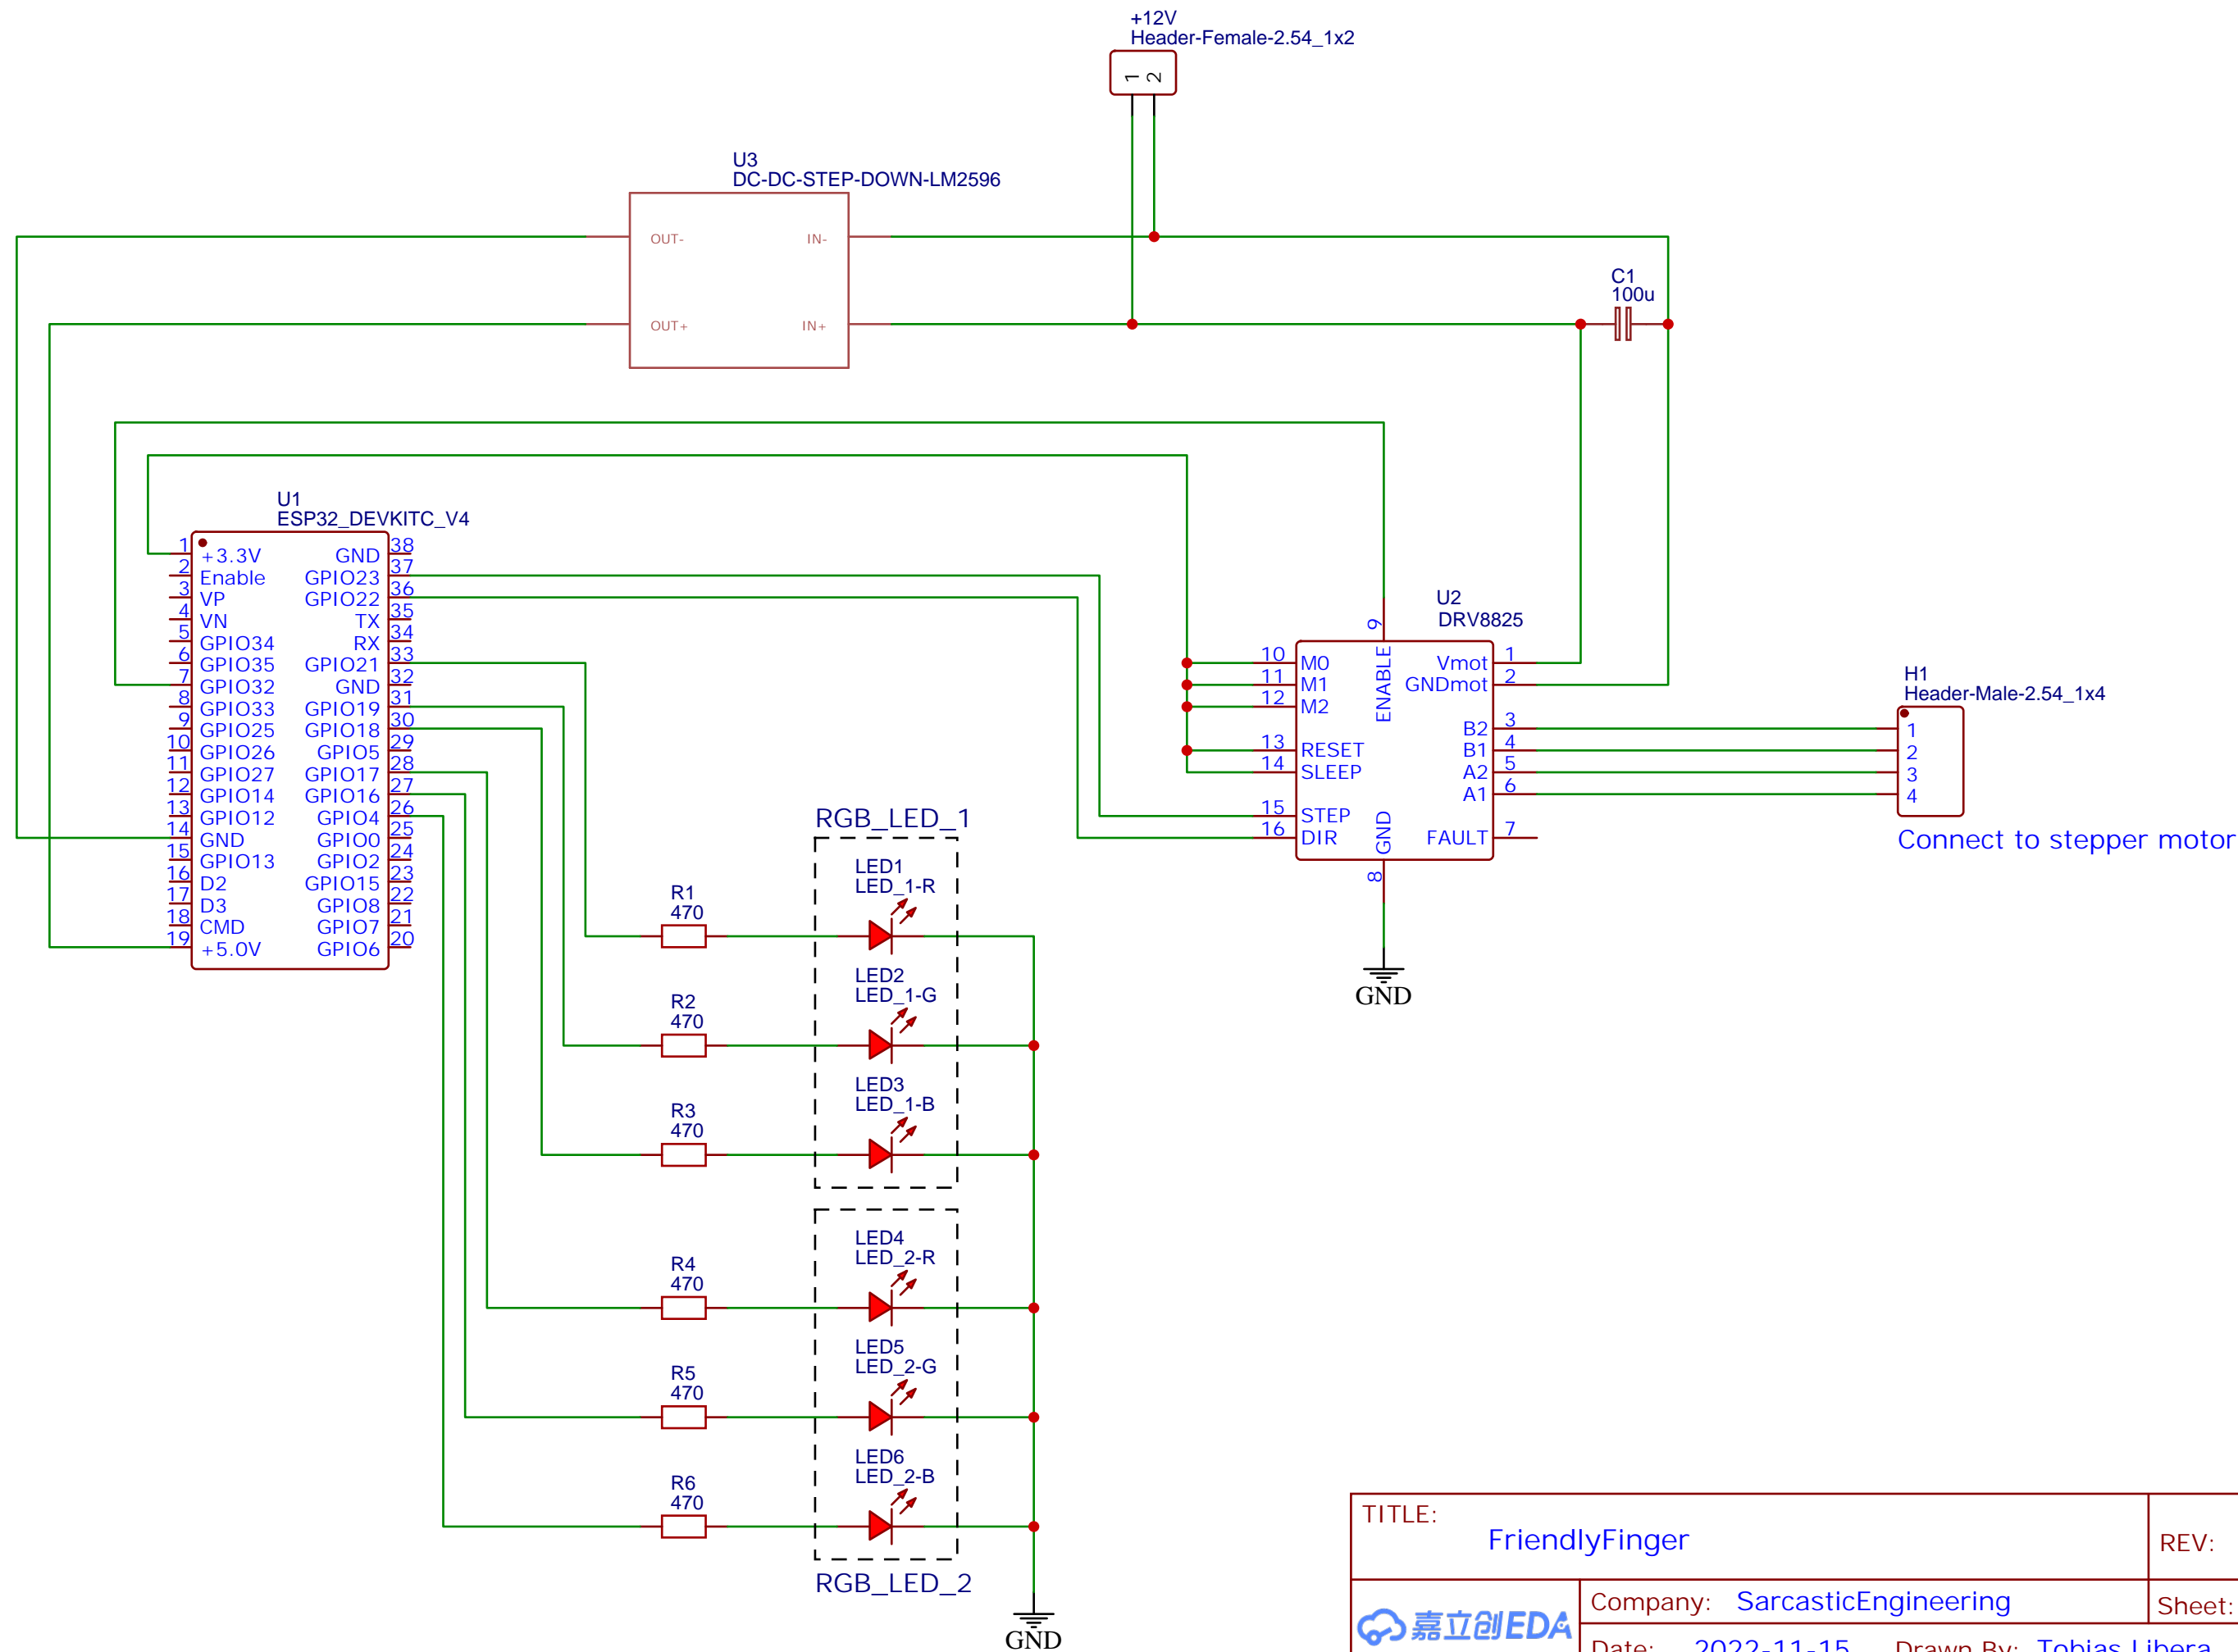 +12V
Header-Female-2.54_1x2
1
2
U3
DC-DC-STEP-DOWN-LM2596
OUT-
IN-
OUT+
IN+
C1
100u
U1
ESP32_DEVKITC_V4
1
+3.3V
GND
38
2
Enable
GPIO23
37
3
VP
GPIO22
36
4
VN
TX
35
5
GPIO34
RX
34
6
GPIO35
GPIO21
33
7
GPIO32
GND
32
8
GPIO33
GPIO19
31
9
GPIO25
GPIO18
30
10
GPIO26
GPIO5
29
11
GPIO27
GPIO17
28
12
GPIO14
GPIO16
27
13
GPIO12
GPIO4
26
14
GND
GPIO0
25
15
GPIO13
GPIO2
24
16
D2
GPIO15
23
17
D3
GPIO8
22
18
CMD
GPIO7
21
19
+5.0V
GPIO6
20
U2
DRV8825
9
ENABLE
10
M0
Vmot
1
11
M1
GNDmot
2
12
M2
B2
3
13
RESET
B1
4
14
SLEEP
A2
5
A1
6
15
STEP
16
DIR
GND
FAULT
7
8
GND
H1
Header-Male-2.54_1x4
1
2
3
4
Connect to stepper motor
RGB_LED_1
LED1
LED_1-R
R1
470
LED2
LED_1-G
R2
470
LED3
LED_1-B
R3
470
LED4
LED_2-R
R4
470
LED5
LED_2-G
R5
470
LED6
LED_2-B
R6
470
RGB_LED_2
GND
TITLE:
FriendlyFinger
REV:
嘉立创EDA
Company: SarcasticEngineering
Sheet:
Date: 2022-11-15 Drawn By: Tobias Libera